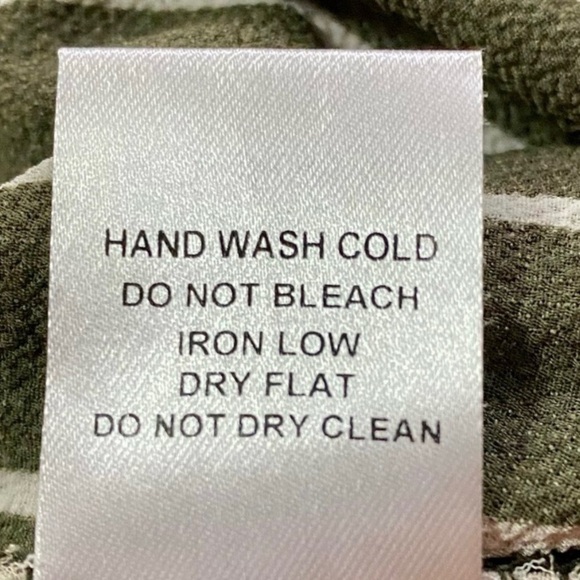 HAND WASH COLD
DO NOT BLEACH
IRON LOW
DRY FLAT
DO NOT DRY CLEAN